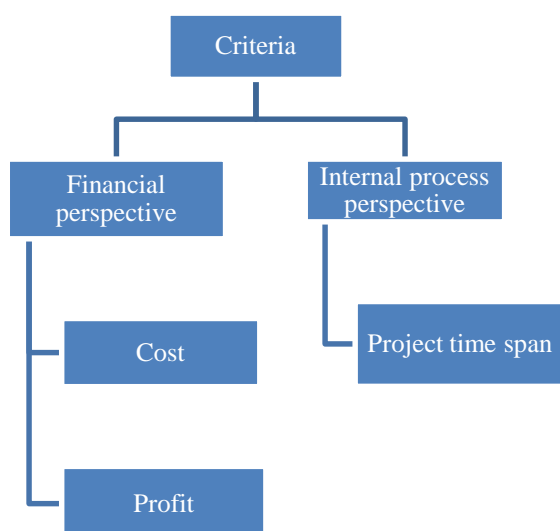 Criteria
Financial
perspective
Internal process
perspective
Cost
Project time span
Profit